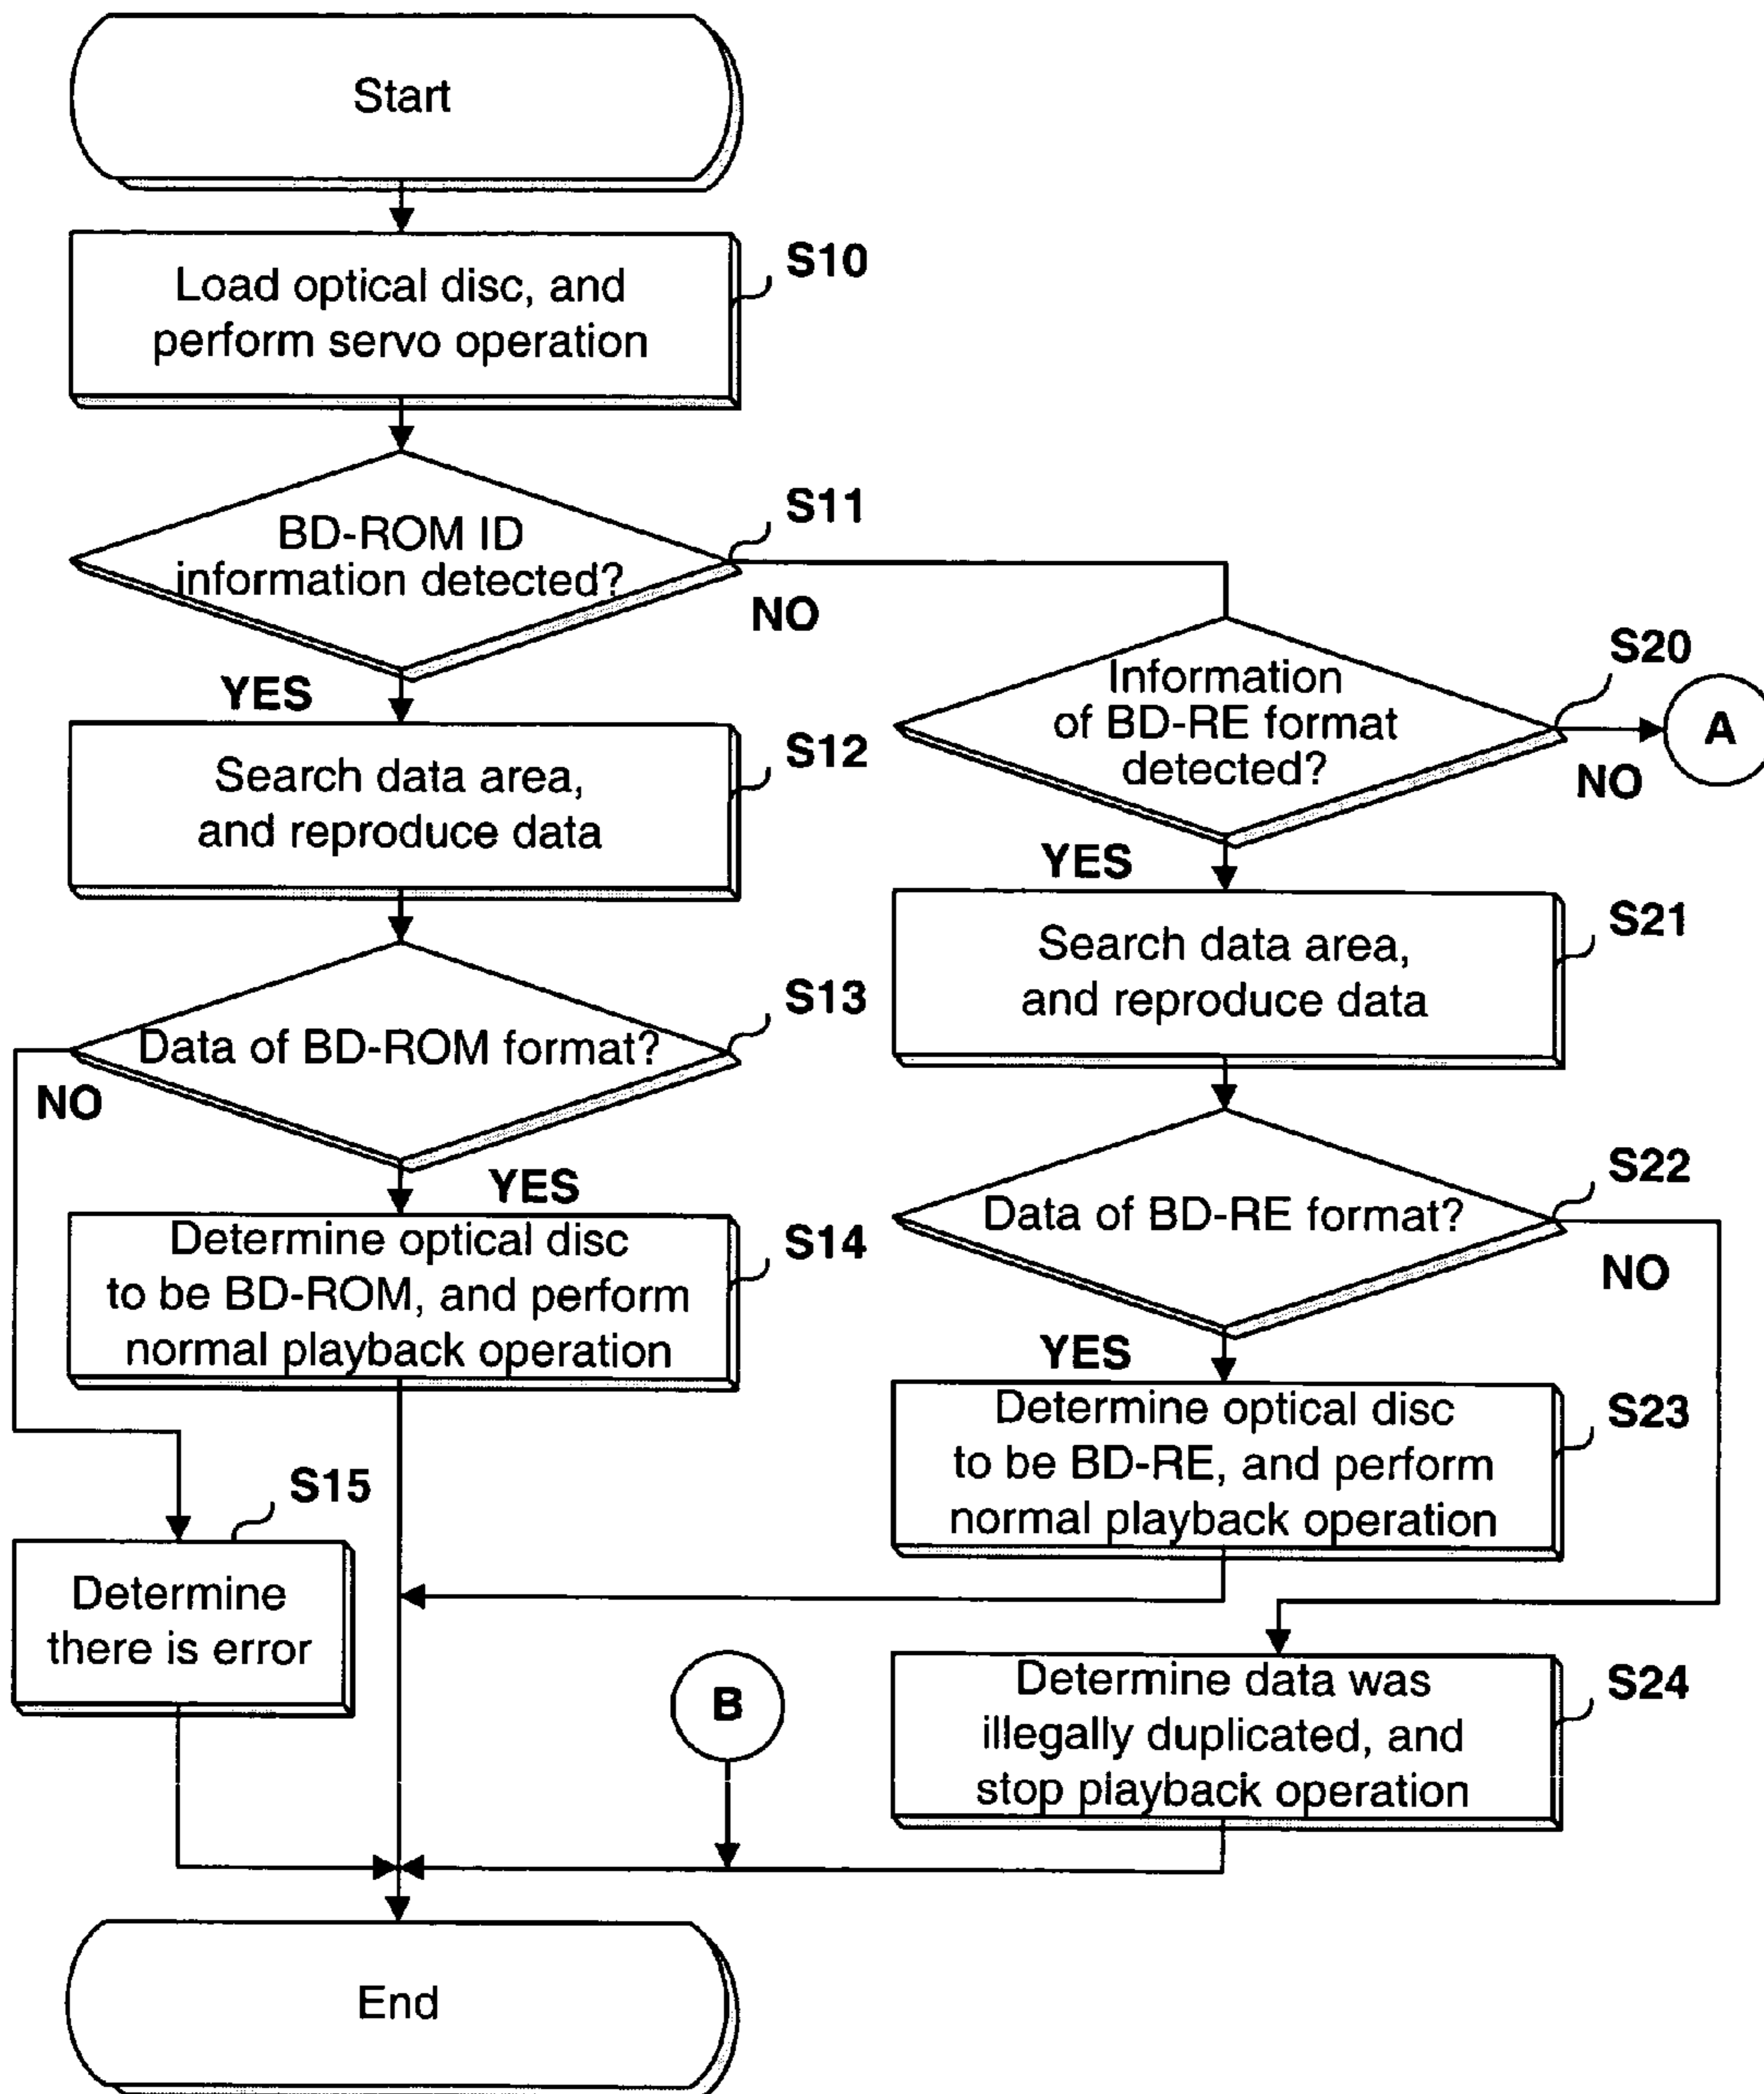 Start
S10
Load optical disc, and
perform servo operation
S11
BD-ROM ID
information detected?
NO
YES
S20
Information
of BD-RE format
detected?
A
NO
YES
S12
Search data area,
and reproduce data
S21
Search data area,
and reproduce data
S13
Data of BD-ROM format?
NO
YES
S22
Data of BD-RE format?
NO
YES
S14
Determine optical disc
to be BD-ROM, and perform
normal playback operation
S23
Determine optical disc
to be BD-RE, and perform
normal playback operation
S15
Determine
there is error
B
S24
Determine data was
illegally duplicated, and
stop playback operation
End